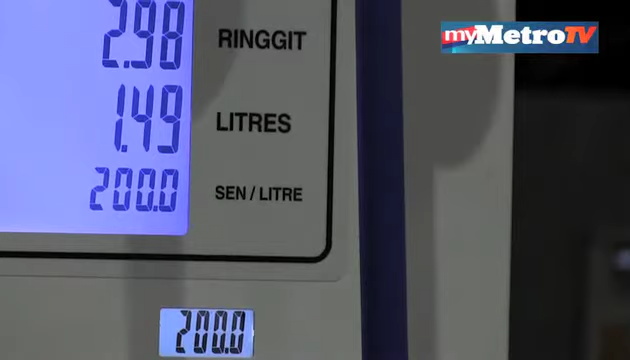 myMetroTV
2.98 RINGGIT
1.49 LITRES
200.0 SEN / LITRE
200.0